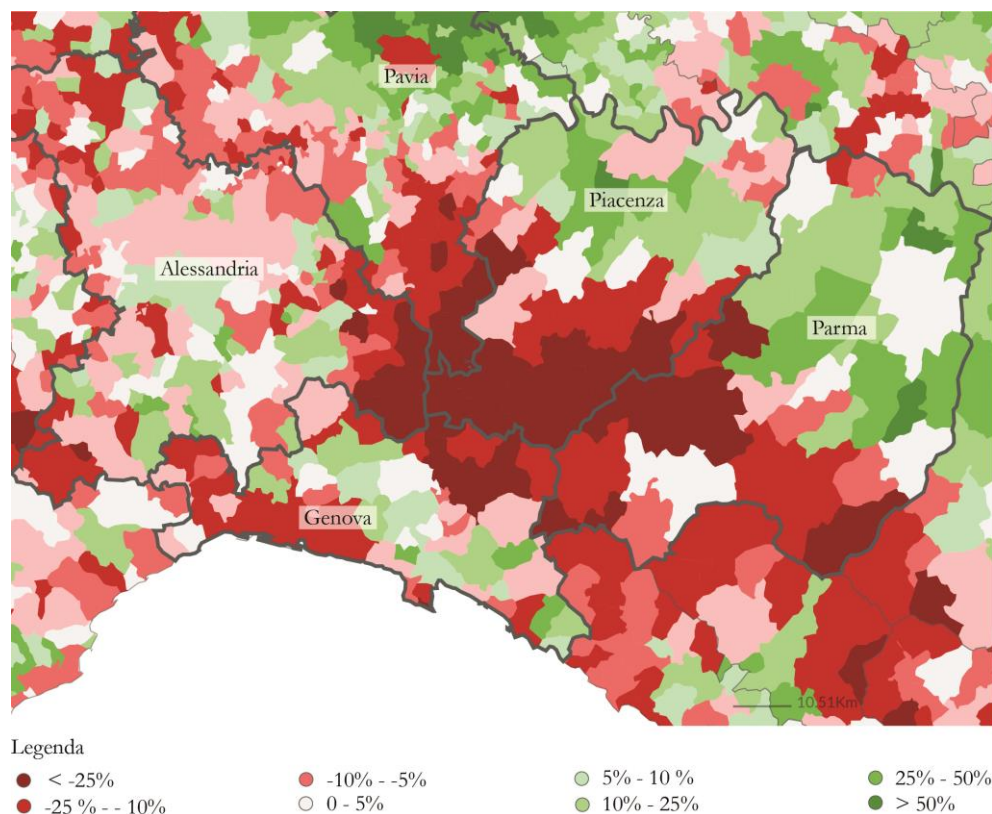 Pavia
Piacenza
Alessandria
Parma
Genova
10.51Km
Legenda
< -25%
-10% - -5%
5% - 10 %
25% - 50%
-25 % - - 10%
0 - 5%
10% - 25%
> 50%